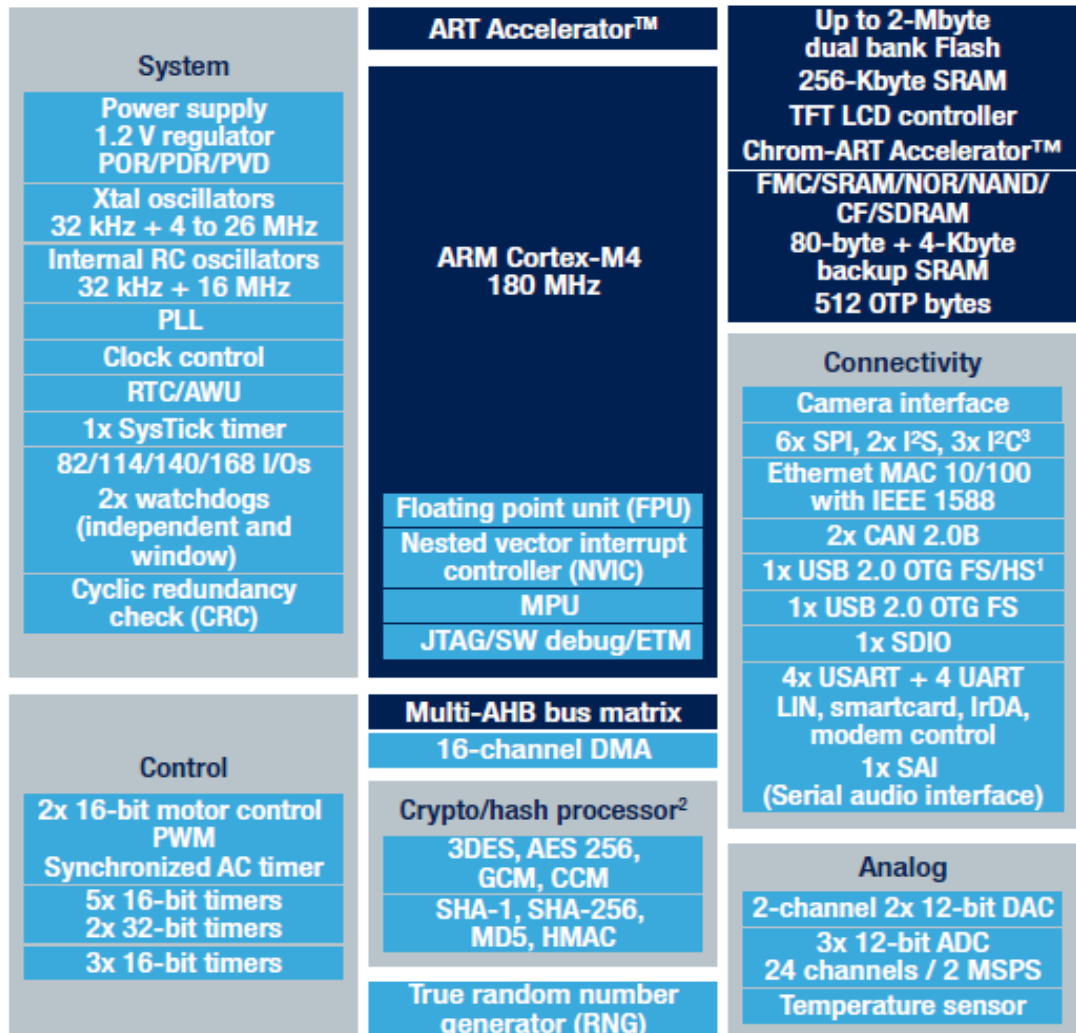 System
Power supply
1.2 V regulator
POR/PDR/PVD
Xtal oscillators
32 kHz + 4 to 26 MHz
Internal RC oscillators
32 kHz + 16 MHz
PLL
Clock control
RTC/AWU
1x SysTick timer
82/114/140/168 I/Os
2x watchdogs
(independent and
window)
Cyclic redundancy
check (CRC)
Control
2x 16-bit motor control
PWM
Synchronized AC timer
5x 16-bit timers
2x 32-bit timers
3x 16-bit timers
ART Accelerator™
ARM Cortex-M4
180 MHz
Floating point unit (FPU)
Nested vector interrupt
controller (NVIC)
MPU
JTAG/SW debug/ETM
Multi-AHB bus matrix
16-channel DMA
Crypto/hash processor²
3DES, AES 256,
GCM, CCM
SHA-1, SHA-256,
MD5, HMAC
True random number
generator (RNG)
Up to 2-Mbyte
dual bank Flash
256-Kbyte SRAM
TFT LCD controller
Chrom-ART Accelerator™
FMC/SRAM/NOR/NAND/
CF/SDRAM
80-byte + 4-Kbyte
backup SRAM
512 OTP bytes
Connectivity
Camera interface
6x SPI, 2x I²S, 3x I²C³
Ethernet MAC 10/100
with IEEE 1588
2x CAN 2.0B
1x USB 2.0 OTG FS/HS¹
1x USB 2.0 OTG FS
1x SDIO
4x USART + 4 UART
LIN, smartcard, IrDA,
modem control
1x SAI
(Serial audio interface)
Analog
2-channel 2x 12-bit DAC
3x 12-bit ADC
24 channels / 2 MSPS
Temperature sensor